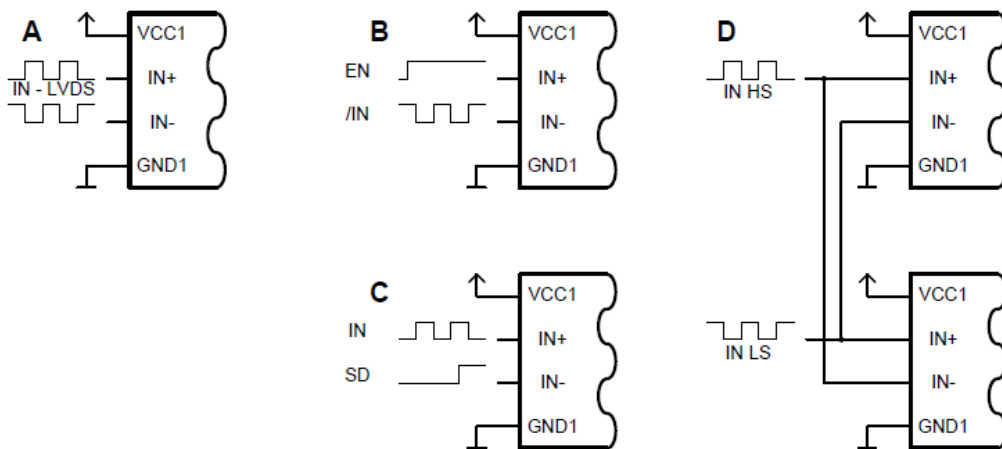 A
VCC1
IN+
IN - LVDS
IN-
GND1
B
VCC1
EN
IN+
/IN
IN-
GND1
C
VCC1
IN
IN+
SD
IN-
GND1
D
VCC1
IN+
IN HS
IN-
GND1
VCC1
IN+
IN LS
IN-
GND1